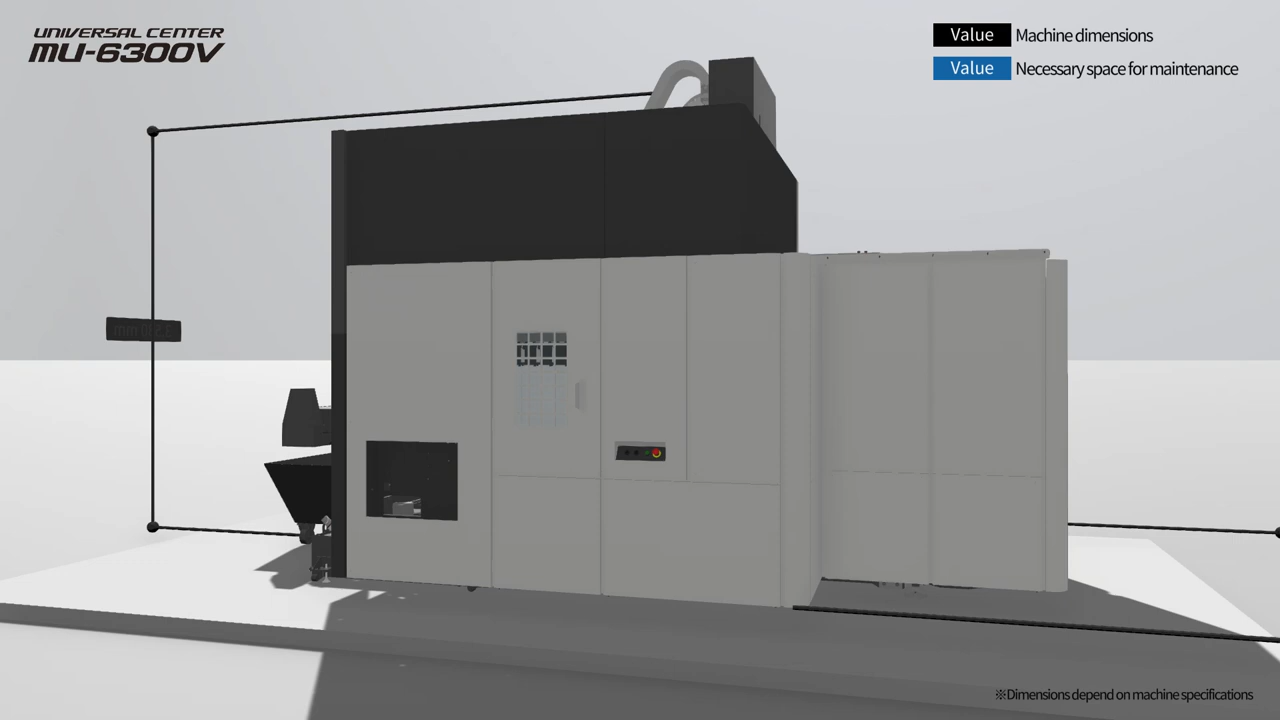 UNIVERSAL CENTER
MU-6300V
Value Machine dimensions
Value Necessary space for maintenance
※Dimensions depend on machine specifications